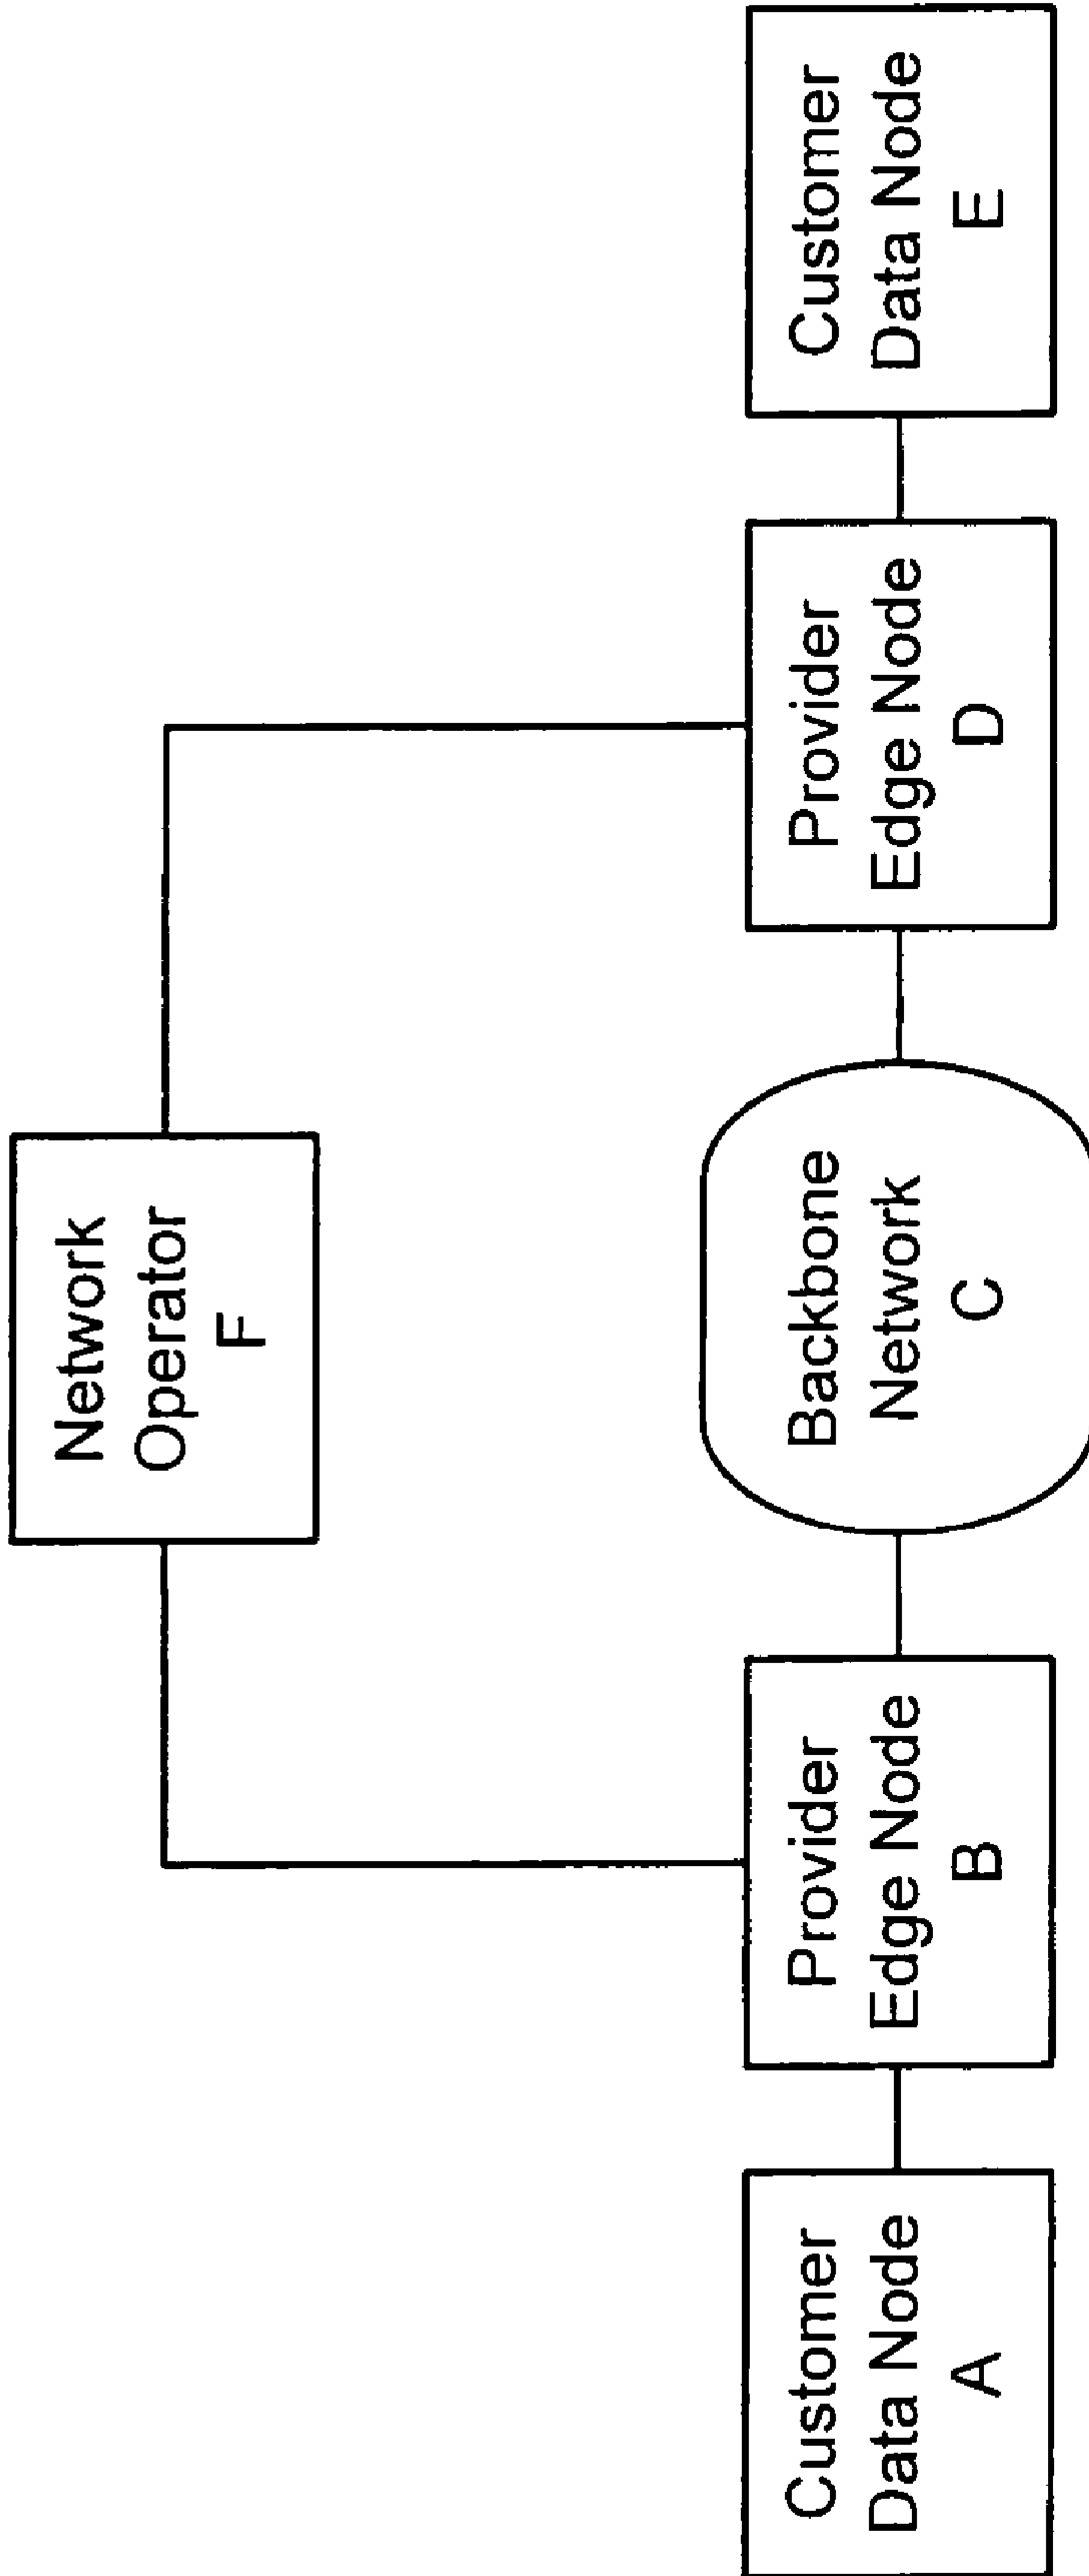 Network
Operator
F
Customer
Data Node
A
Provider
Edge Node
B
Backbone
Network
C
Provider
Edge Node
D
Customer
Data Node
E